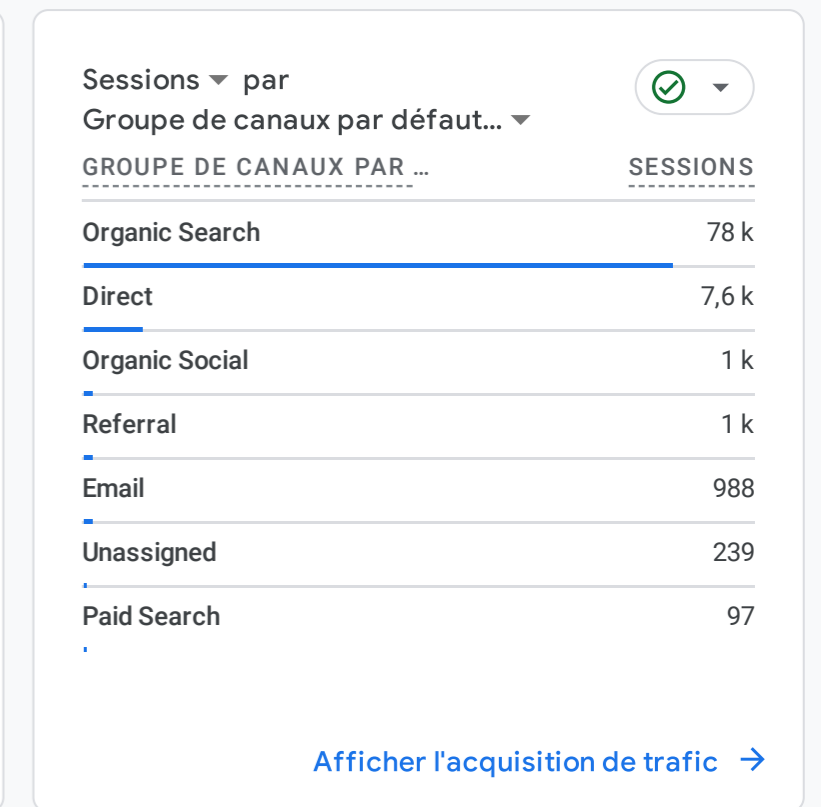 Sessions par
Groupe de canaux par défaut...
GROUPE DE CANAUX PAR ... SESSIONS
Organic Search 78 k
Direct 7,6 k
Organic Social 1 k
Referral 1 k
Email 988
Unassigned 239
Paid Search 97
Afficher l'acquisition de trafic